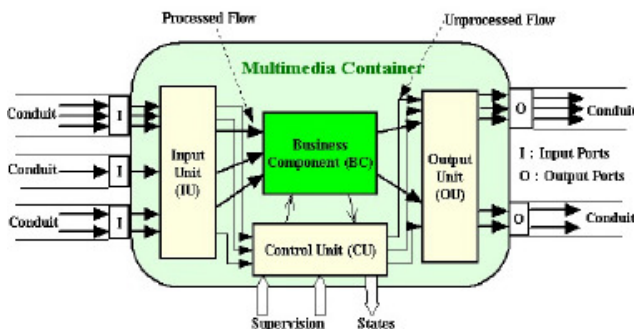 Processed Flow
Unprocessed Flow
Multimedia Container
Conduit
I
Conduit
I
Conduit
I
Input
Unit
(IU)
Business
Component (BC)
Output
Unit
(OU)
Control Unit (CU)
O
Conduit
I : Input Ports
O : Output Ports
O
Conduit
Supervision
States